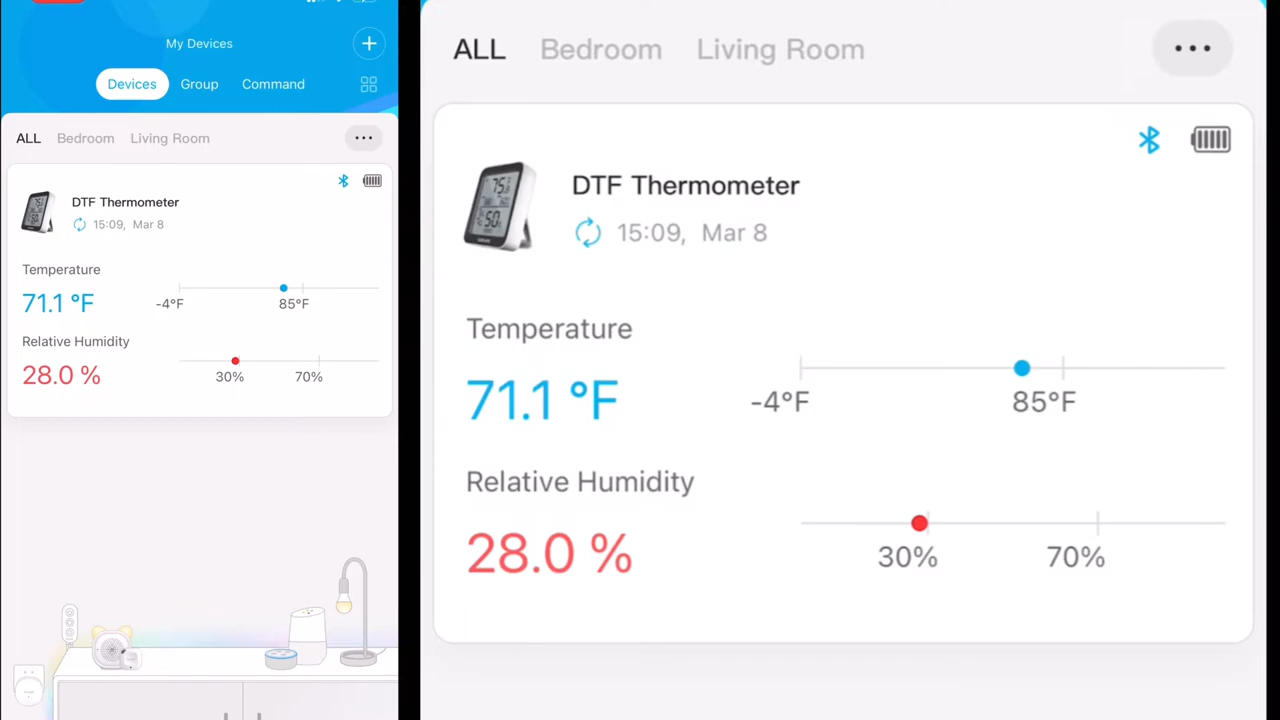 My Devices
Devices Group Command
ALL Bedroom Living Room
DTF Thermometer
15:09, Mar 8
Temperature
71.1 °F
-4°F 85°F
Relative Humidity
28.0 %
30% 70%
ALL Bedroom Living Room
DTF Thermometer
15:09, Mar 8
Temperature
71.1 °F
-4°F 85°F
Relative Humidity
28.0 %
30% 70%